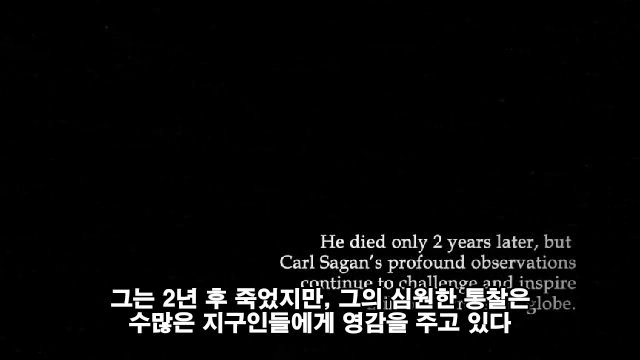 He died only 2 years later, but
Carl Sagan's profound observations
continue to challenge and inspire
globe.
그는 2년 후 죽었지만, 그의 심원한 통찰은
수많은 지구인들에게 영감을 주고 있다